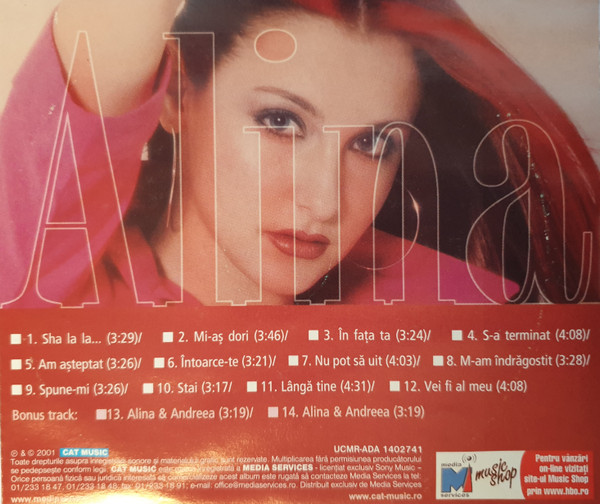 Alina
1. Sha la la... (3:29)/ 2. Mi-aș dori (3:46)/ 3. În fața ta (3:24)/ 4. S-a terminat (4:08)/
5. Am așteptat (3:26)/ 6. Întoarce-te (3:21)/ 7. Nu pot să uit (4:03)/ 8. M-am îndrăgostit (3:28)/
9. Spune-mi (3:26)/ 10. Stai (3:17)/ 11. Lângă tine (4:31)/ 12. Vei fi al meu (4:08)
Bonus track: 13. Alina & Andreea (3:19)/ 14. Alina & Andreea (3:19)
℗ & © 2001 CAT MUSIC UCMR-ADA 1402741
Toate drepturile asupra înregistrării sonore și materialului grafic sunt rezervate. Multiplicarea fără permisiunea producătorului
se pedepsește conform legii. CAT MUSIC este marcă înregistrată a MEDIA SERVICES - licențiat exclusiv Sony Music -
Orice persoană fizică sau juridică interesată să comercializeze acest album este rugată să contacteze Media Services la tel:
01/233 18 47, 01/233 18 48, fax: 01/233 18 91; e-mail: office@mediaservices.ro. Distribuit exclusiv de Media Services.
www.cat-music.ro
media
M
services
music
shop
Pentru vânzări
on-line vizitați
site-ul Music Shop
prin www.hbo.ro